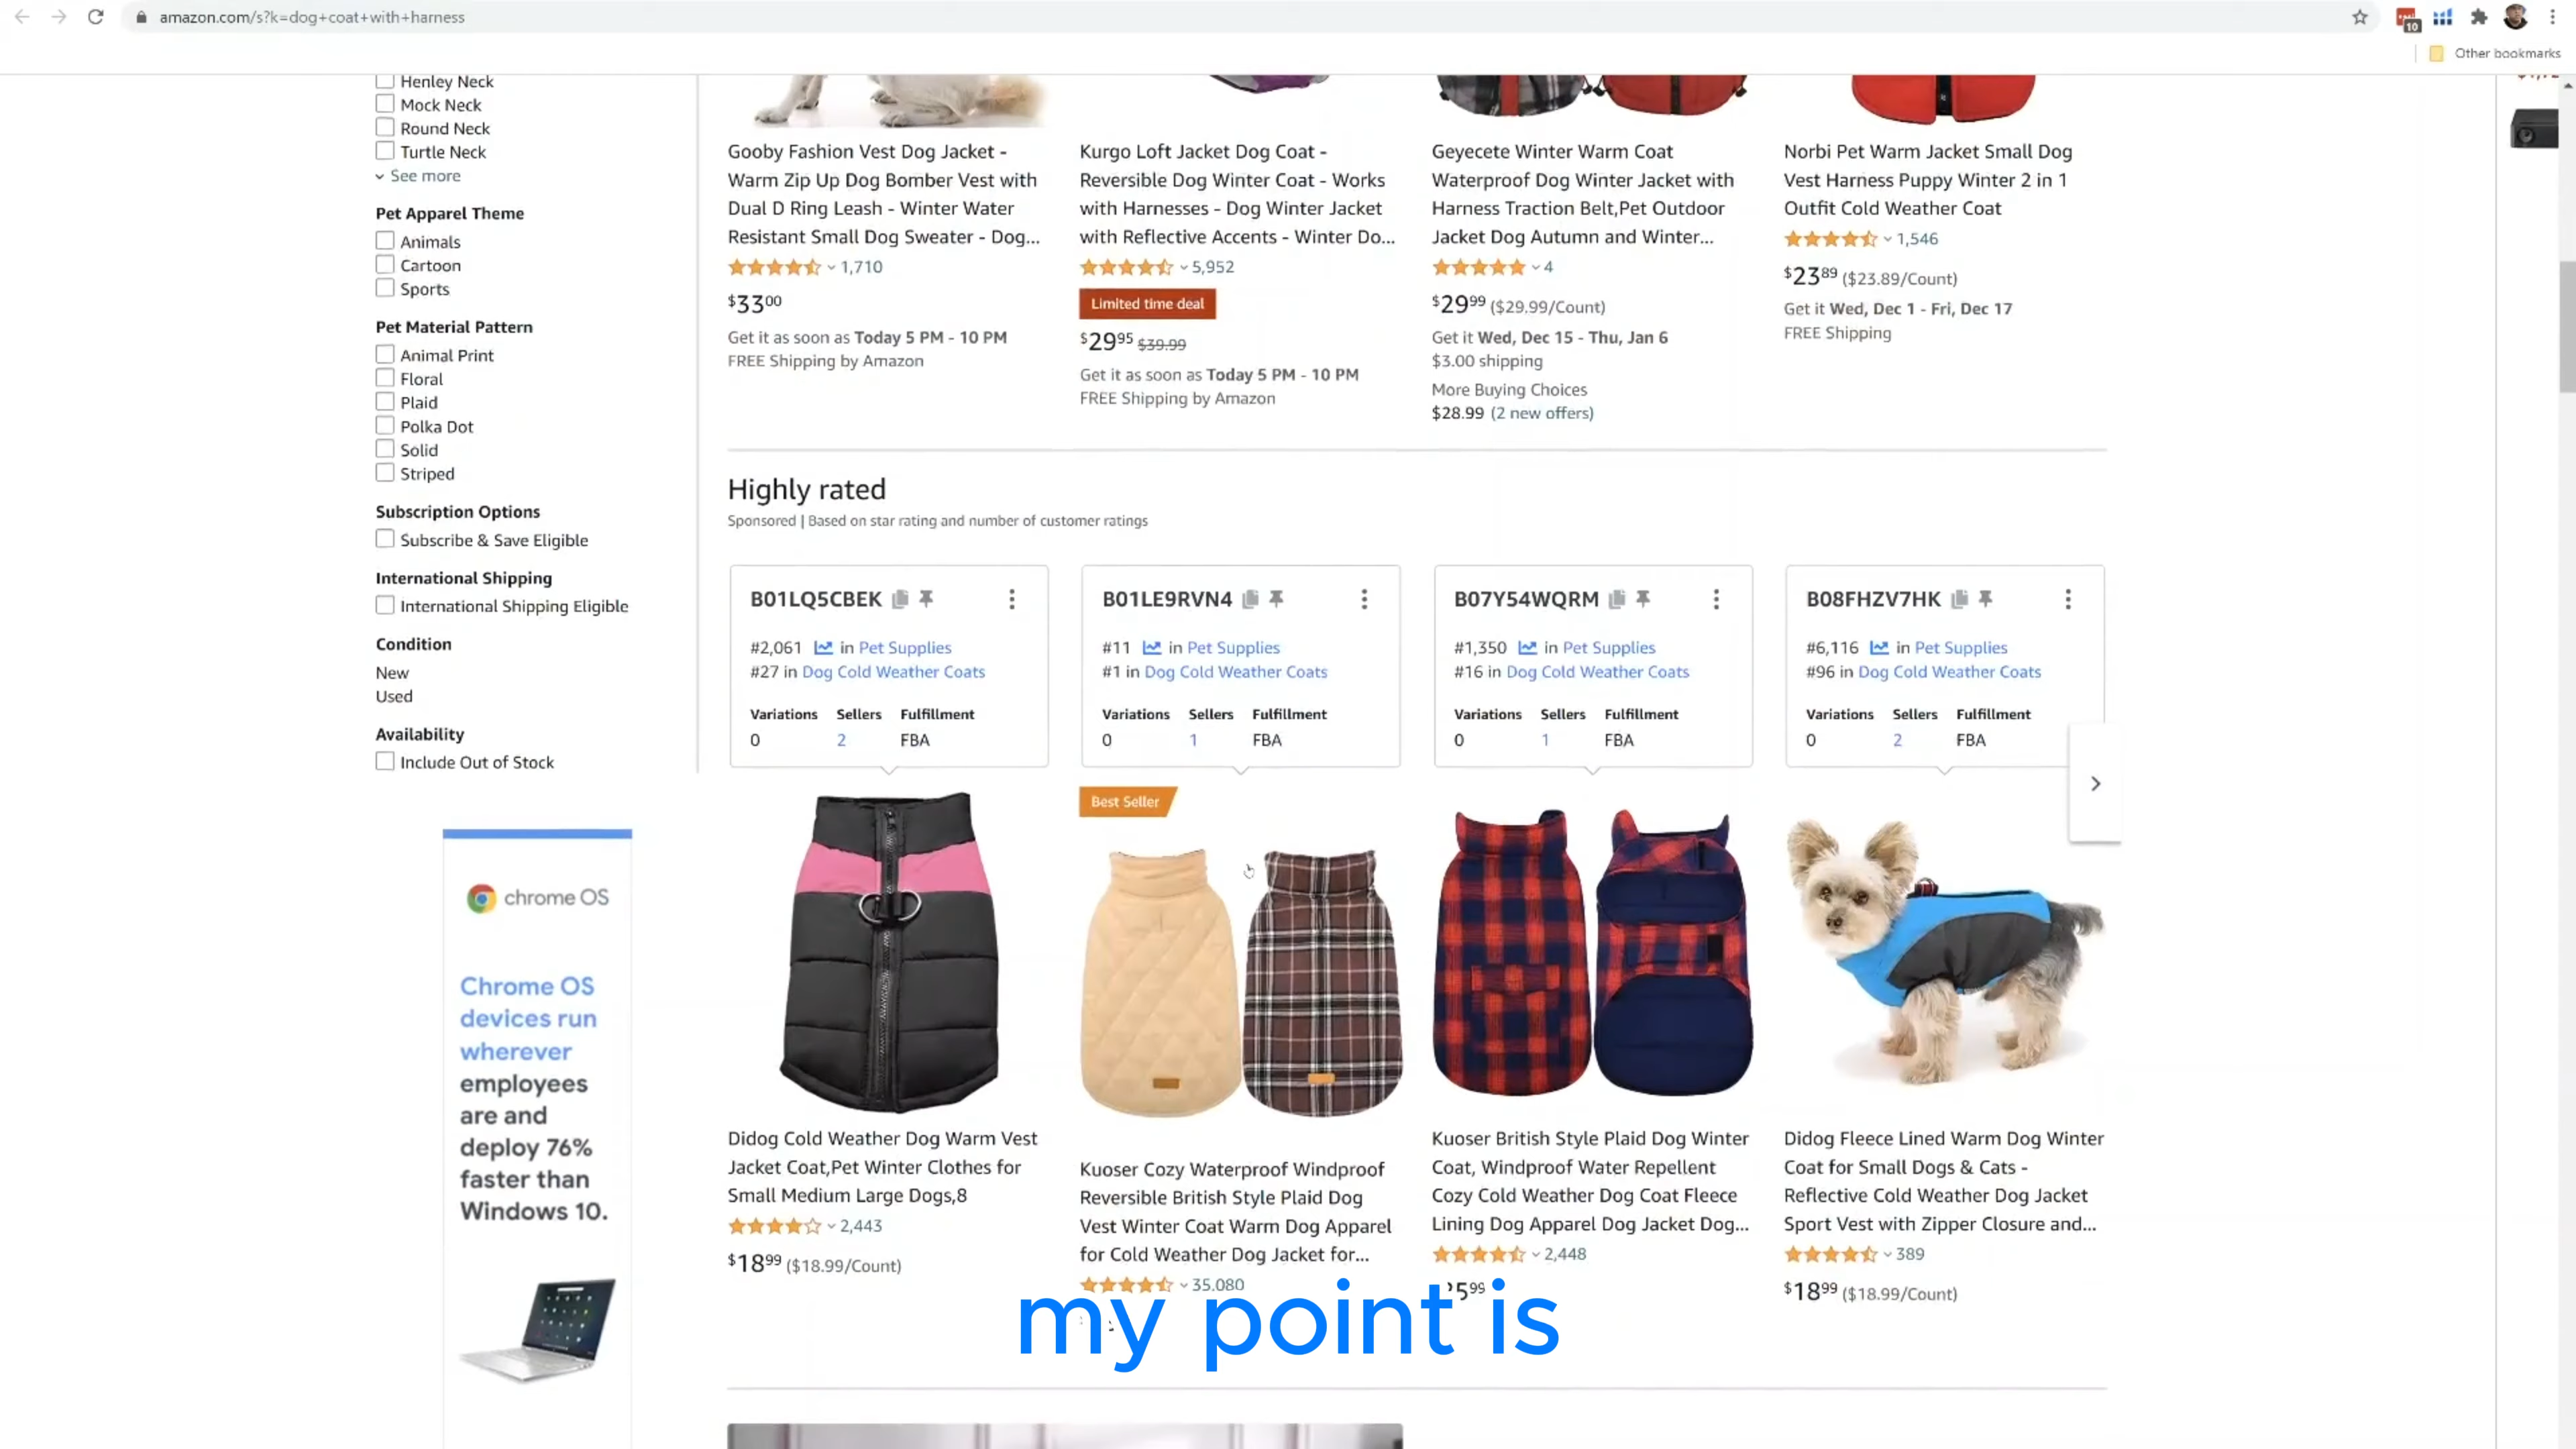 amazon.com/s?k=dog+coat+with+harness
10
Other bookmarks
Henley Neck
Mock Neck
Round Neck
Turtle Neck
See more
Pet Apparel Theme
Animals
Cartoon
Sports
Pet Material Pattern
Animal Print
Floral
Plaid
Polka Dot
Solid
Striped
Subscription Options
Subscribe & Save Eligible
International Shipping
International Shipping Eligible
Condition
New
Used
Availability
Include Out of Stock
chrome OS
Chrome OS
devices run
wherever
employees
are and
deploy 76%
faster than
Windows 10.
Gooby Fashion Vest Dog Jacket -
Warm Zip Up Dog Bomber Vest with
Dual D Ring Leash - Winter Water
Resistant Small Dog Sweater - Dog...
1,710
$3300
Get it as soon as Today 5 PM - 10 PM
FREE Shipping by Amazon
Kurgo Loft Jacket Dog Coat -
Reversible Dog Winter Coat - Works
with Harnesses - Dog Winter Jacket
with Reflective Accents - Winter Do...
5,952
Limited time deal
$2995 $39.99
Get it as soon as Today 5 PM - 10 PM
FREE Shipping by Amazon
Geyecete Winter Warm Coat
Waterproof Dog Winter Jacket with
Harness Traction Belt,Pet Outdoor
Jacket Dog Autumn and Winter...
4
$2999 ($29.99/Count)
Get it Wed, Dec 15 - Thu, Jan 6
$3.00 shipping
More Buying Choices
$28.99 (2 new offers)
Norbi Pet Warm Jacket Small Dog
Vest Harness Puppy Winter 2 in 1
Outfit Cold Weather Coat
1,546
$2389 ($23.89/Count)
Get it Wed, Dec 1 - Fri, Dec 17
FREE Shipping
Highly rated
Sponsored | Based on star rating and number of customer ratings
B01LQ5CBEK
#2,061 in Pet Supplies
#27 in Dog Cold Weather Coats
Variations Sellers Fulfillment
0 2 FBA
Didog Cold Weather Dog Warm Vest
Jacket Coat,Pet Winter Clothes for
Small Medium Large Dogs,8
2,443
$1899 ($18.99/Count)
B01LE9RVN4
#11 in Pet Supplies
#1 in Dog Cold Weather Coats
Variations Sellers Fulfillment
0 1 FBA
Best Seller
Kuoser Cozy Waterproof Windproof
Reversible British Style Plaid Dog
Vest Winter Coat Warm Dog Apparel
for Cold Weather Dog Jacket for...
35,080
B07Y54WQRM
#1,350 in Pet Supplies
#16 in Dog Cold Weather Coats
Variations Sellers Fulfillment
0 1 FBA
Kuoser British Style Plaid Dog Winter
Coat, Windproof Water Repellent
Cozy Cold Weather Dog Coat Fleece
Lining Dog Apparel Dog Jacket Dog...
2,448
B08FHZV7HK
#6,116 in Pet Supplies
#96 in Dog Cold Weather Coats
Variations Sellers Fulfillment
0 2 FBA
Didog Fleece Lined Warm Dog Winter
Coat for Small Dogs & Cats -
Reflective Cold Weather Dog Jacket
Sport Vest with Zipper Closure and...
389
$1899 ($18.99/Count)
my point is